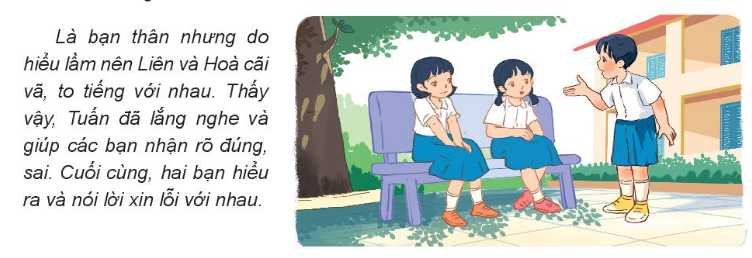 Là bạn thân nhưng do
hiểu lầm nên Liên và Hoà cãi
vã, to tiếng với nhau. Thấy
vậy, Tuấn đã lắng nghe và
giúp các bạn nhận rõ đúng,
sai. Cuối cùng, hai bạn hiểu
ra và nói lời xin lỗi với nhau.